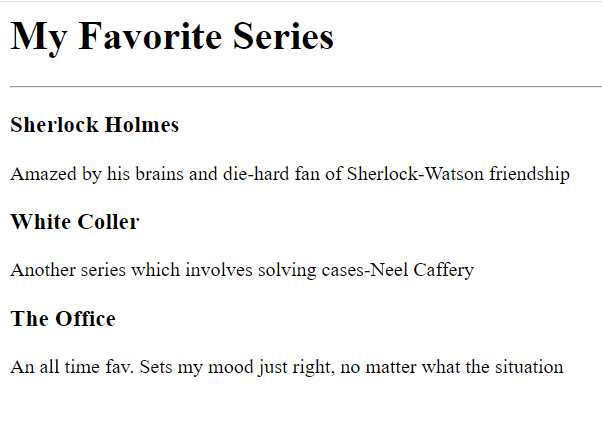 My Favorite Series
Sherlock Holmes
Amazed by his brains and die-hard fan of Sherlock-Watson friendship
White Coller
Another series which involves solving cases-Neel Caffery
The Office
An all time fav. Sets my mood just right, no matter what the situation